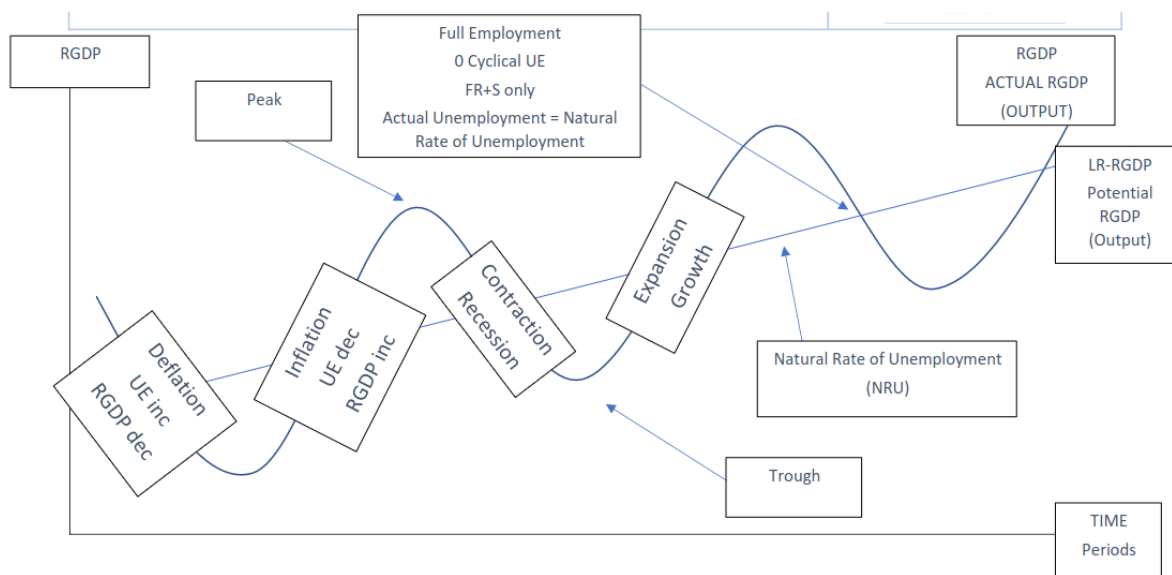 RGDP
Peak
Full Employment
0 Cyclical UE
FR+S only
Actual Unemployment = Natural
Rate of Unemployment
RGDP
ACTUAL RGDP
(OUTPUT)
LR-RGDP
Potential
RGDP
(Output)
Deflation
UE inc
RGDP dec
Inflation
UE dec
RGDP inc
Contraction
Recession
Expansion
Growth
Natural Rate of Unemployment
(NRU)
Trough
TIME
Periods